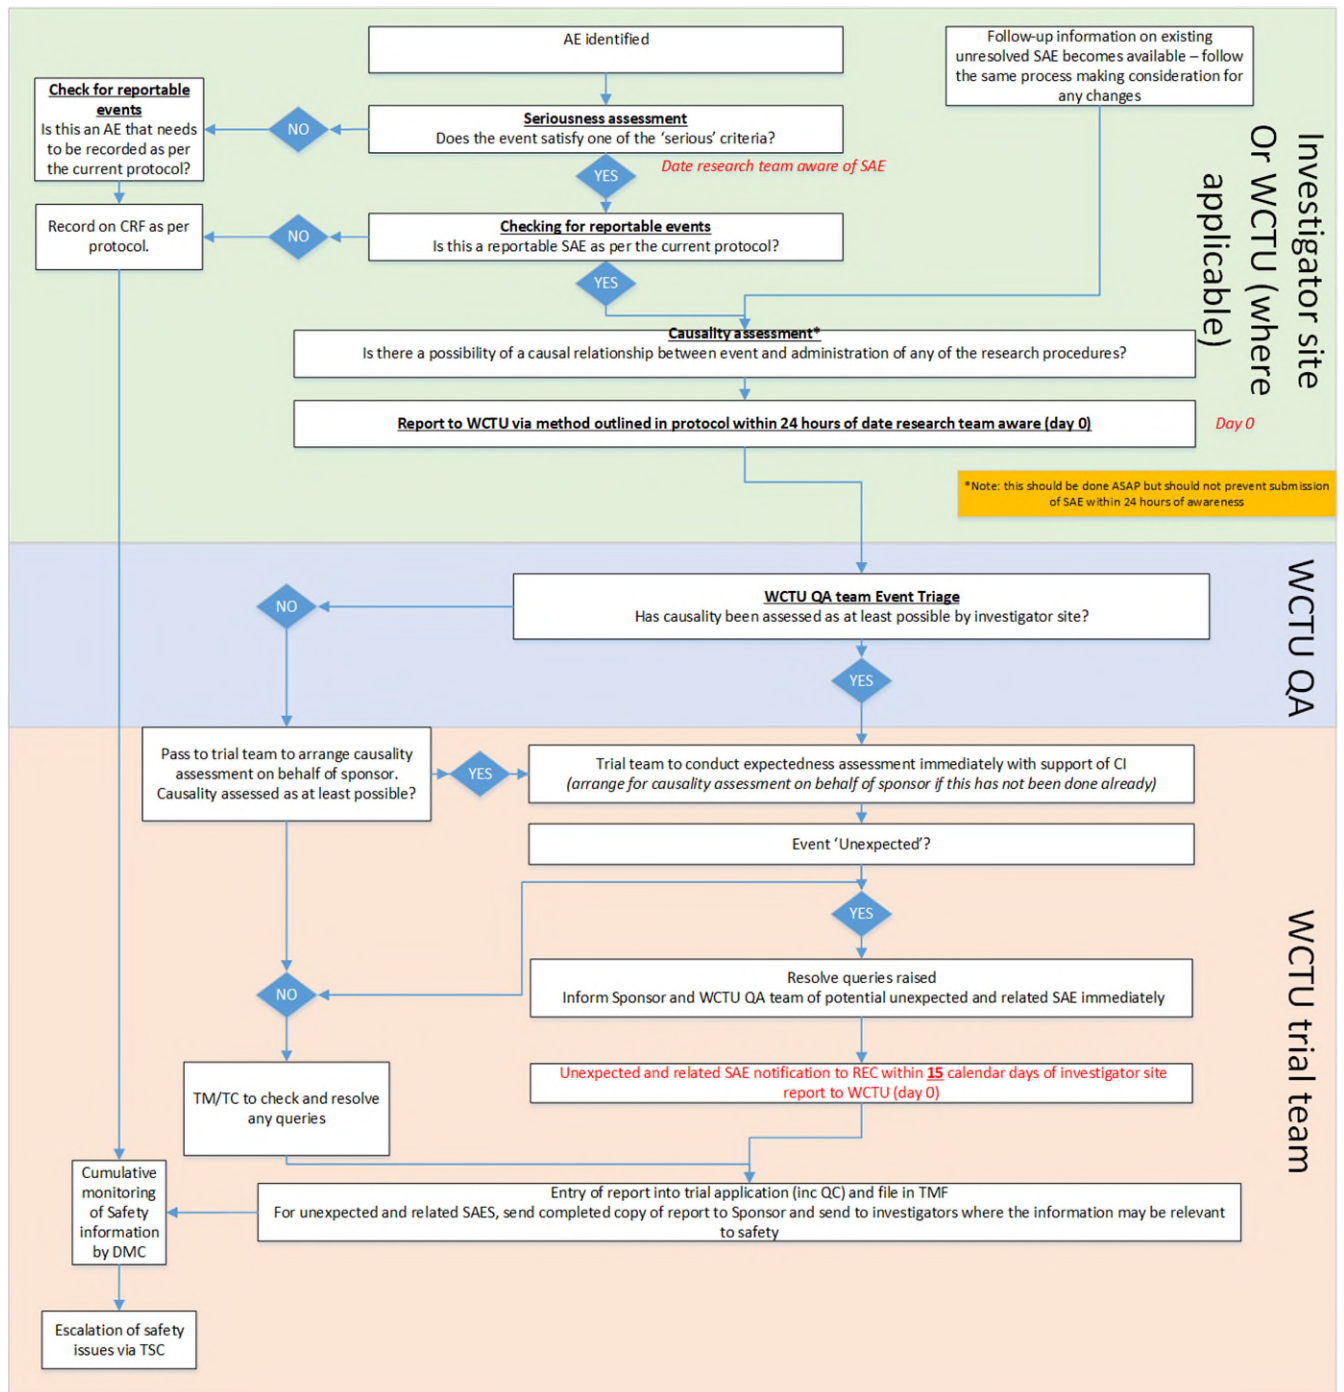 AE identified
Follow-up information on existing
unresolved SAE becomes available – follow
the same process making consideration for
any changes
Check for reportable
events
Is this an AE that needs
to be recorded as per
the current protocol?
NO
Seriousness assessment
Does the event satisfy one of the ‘serious’ criteria?
YES
Date research team aware of SAE
Record on CRF as per
protocol.
NO
Checking for reportable events
Is this a reportable SAE as per the current protocol?
YES
Investigator site
Or WCTU (where
applicable)
Causality assessment*
Is there a possibility of a causal relationship between event and administration of any of the research procedures?
Report to WCTU via method outlined in protocol within 24 hours of date research team aware (day 0)
Day 0
*Note: this should be done ASAP but should not prevent submission
of SAE within 24 hours of awareness
WCTU QA
NO
WCTU QA team Event Triage
Has causality been assessed as at least possible by investigator site?
YES
Pass to trial team to arrange causality
assessment on behalf of sponsor.
Causality assessed as at least possible?
YES
Trial team to conduct expectedness assessment immediately with support of CI
(arrange for causality assessment on behalf of sponsor if this has not been done already)
Event ‘Unexpected’?
YES
WCTU trial team
NO
Resolve queries raised
Inform Sponsor and WCTU QA team of potential unexpected and related SAE immediately
TM/TC to check and resolve
any queries
Unexpected and related SAE notification to REC within 15 calendar days of investigator site
report to WCTU (day 0)
Cumulative
monitoring
of Safety
information
by DMC
Entry of report into trial application (inc QC) and file in TMF
For unexpected and related SAES, send completed copy of report to Sponsor and send to investigators where the information may be relevant
to safety
Escalation of safety
issues via TSC